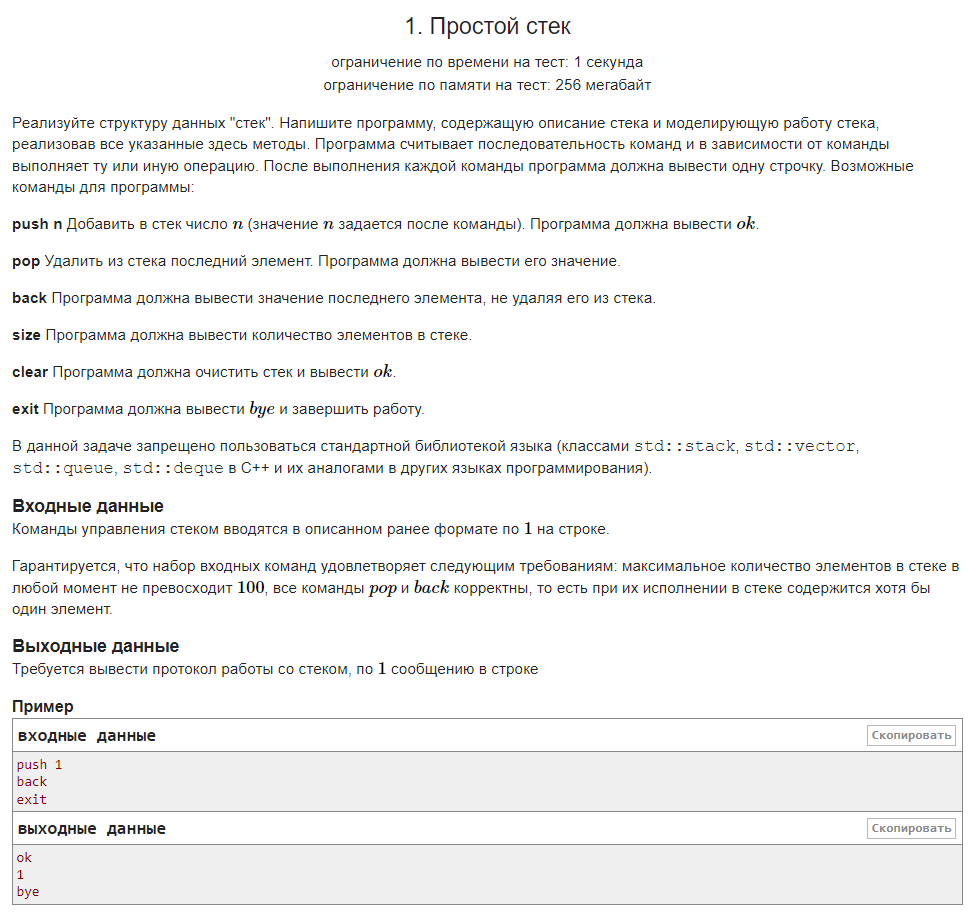 1. Простой стек
ограничение по времени на тест: 1 секунда
ограничение по памяти на тест: 256 мегабайт
Реализуйте структуру данных "стек". Напишите программу, содержащую описание стека и моделирующую работу стека,
реализовав все указанные здесь методы. Программа считывает последовательность команд и в зависимости от команды
выполняет ту или иную операцию. После выполнения каждой команды программа должна вывести одну строчку. Возможные
команды для программы:
push n Добавить в стек число n (значение n задается после команды). Программа должна вывести ok.
pop Удалить из стека последний элемент. Программа должна вывести его значение.
back Программа должна вывести значение последнего элемента, не удаляя его из стека.
size Программа должна вывести количество элементов в стеке.
clear Программа должна очистить стек и вывести ok.
exit Программа должна вывести bye и завершить работу.
В данной задаче запрещено пользоваться стандартной библиотекой языка (классами std::stack, std::vector,
std::queue, std::deque в C++ и их аналогами в других языках программирования).
Входные данные
Команды управления стеком вводятся в описанном ранее формате по 1 на строке.
Гарантируется, что набор входных команд удовлетворяет следующим требованиям: максимальное количество элементов в стеке в
любой момент не превосходит 100, все команды pop и back корректны, то есть при их исполнении в стеке содержится хотя бы
один элемент.
Выходные данные
Требуется вывести протокол работы со стеком, по 1 сообщению в строке
Пример
входные данные
Скопировать
push 1
back
exit
выходные данные
Скопировать
ok
1
bye